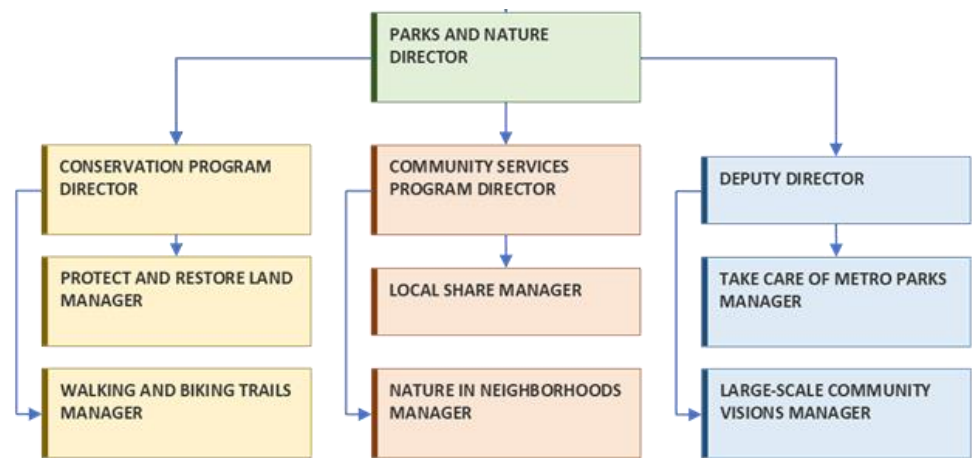 PARKS AND NATURE
DIRECTOR
CONSERVATION PROGRAM
DIRECTOR
COMMUNITY SERVICES
PROGRAM DIRECTOR
DEPUTY DIRECTOR
PROTECT AND RESTORE LAND
MANAGER
LOCAL SHARE MANAGER
TAKE CARE OF METRO PARKS
MANAGER
WALKING AND BIKING TRAILS
MANAGER
NATURE IN NEIGHBORHOODS
MANAGER
LARGE-SCALE COMMUNITY
VISIONS MANAGER